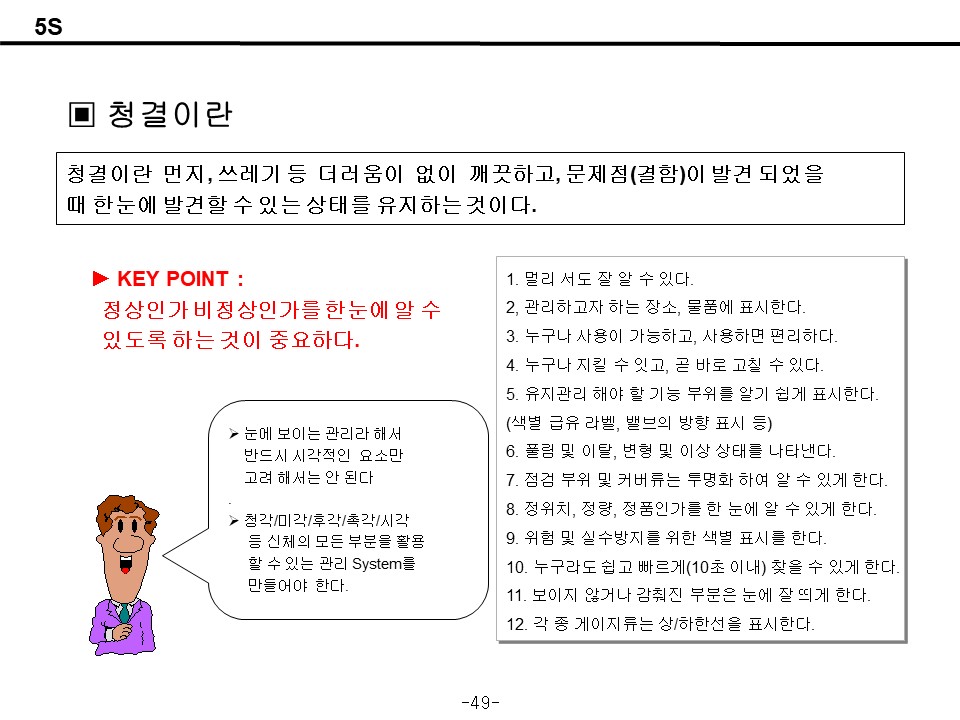 5S
▣ 청결이란
청결이란 먼지, 쓰레기 등 더러움이 없이 깨끗하고, 문제점(결함)이 발견 되었을
때 한눈에 발견할 수 있는 상태를 유지하는 것이다.
► KEY POINT :
정상인가 비정상인가를 한눈에 알 수
있도록 하는 것이 중요하다.
➢ 눈에 보이는 관리라 해서
반드시 시각적인 요소만
고려 해서는 안 된다
.
➢ 청각/미각/후각/촉각/시각
등 신체의 모든 부분을 활용
할 수 있는 관리 System를
만들어야 한다.
1. 멀리 서도 잘 알 수 있다.
2, 관리하고자 하는 장소, 물품에 표시한다.
3. 누구나 사용이 가능하고, 사용하면 편리하다.
4. 누구나 지킬 수 잇고, 곧 바로 고칠 수 있다.
5. 유지관리 해야 할 기능 부위를 알기 쉽게 표시한다.
(색별 급유 라벨, 밸브의 방향 표시 등)
6. 풀림 및 이탈, 변형 및 이상 상태를 나타낸다.
7. 점검 부위 및 커버류는 투명화 하여 알 수 있게 한다.
8. 정위치, 정량, 정품인가를 한 눈에 알 수 있게 한다.
9. 위험 및 실수방지를 위한 색별 표시를 한다.
10. 누구라도 쉽고 빠르게(10초 이내) 찾을 수 있게 한다.
11. 보이지 않거나 감춰진 부분은 눈에 잘 띄게 한다.
12. 각 종 게이지류는 상/하한선을 표시한다.
-49-